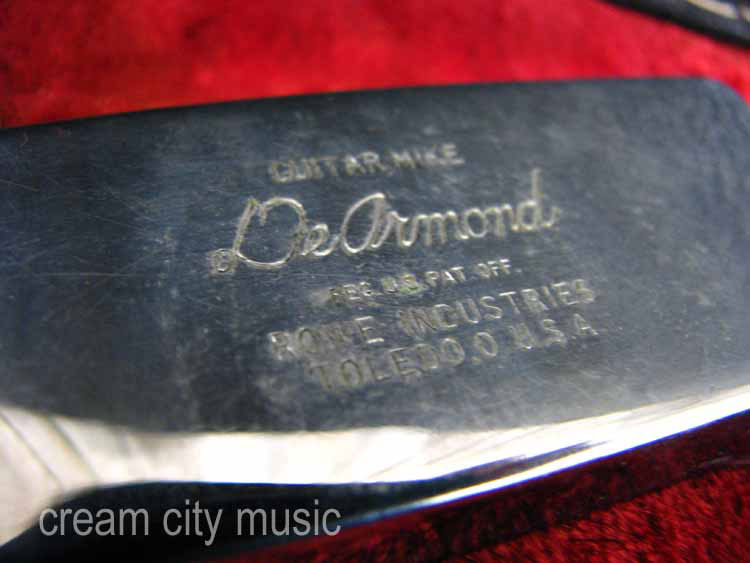 GUITAR MIKE
© DeArmond
REG. U.S. PAT. OFF.
ROWE INDUSTRIES
TOLEDO.O U.S.A.
cream city music